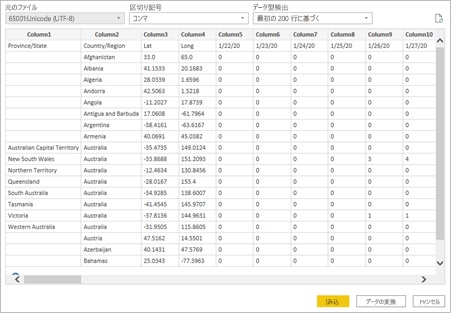 元のファイル 区切り記号 データ型検出
65001:Unicode (UTF-8) コンマ 最初の 200 行に基づく
Column1 Column2 Column3 Column4 Column5 Column6 Column7 Column8 Column9 Column10
Province/State Country/Region Lat Long 1/22/20 1/23/20 1/24/20 1/25/20 1/26/20 1/27/20
Afghanistan 33.0 65.0 0 0 0 0 0 0
Albania 41.1533 20.1683 0 0 0 0 0 0
Algeria 28.0339 1.6596 0 0 0 0 0 0
Andorra 42.5063 1.5218 0 0 0 0 0 0
Angola -11.2027 17.8739 0 0 0 0 0 0
Antigua and Barbuda 17.0608 -61.7964 0 0 0 0 0 0
Argentina -38.4161 -63.6167 0 0 0 0 0 0
Armenia 40.0691 45.0382 0 0 0 0 0 0
Australian Capital Territory Australia -35.4735 149.0124 0 0 0 0 0 0
New South Wales Australia -33.8688 151.2093 0 0 0 0 3 4
Northern Territory Australia -12.4634 130.8456 0 0 0 0 0 0
Queensland Australia -28.0167 153.4 0 0 0 0 0 0
South Australia Australia -34.9285 138.6007 0 0 0 0 0 0
Tasmania Australia -41.4545 145.9707 0 0 0 0 0 0
Victoria Australia -37.8136 144.9631 0 0 0 0 1 1
Western Australia Australia -31.9505 115.8605 0 0 0 0 0 0
Austria 47.5162 14.5501 0 0 0 0 0 0
Azerbaijan 40.1431 47.5769 0 0 0 0 0 0
Bahamas 25.0343 -77.3963 0 0 0 0 0 0
データの変換